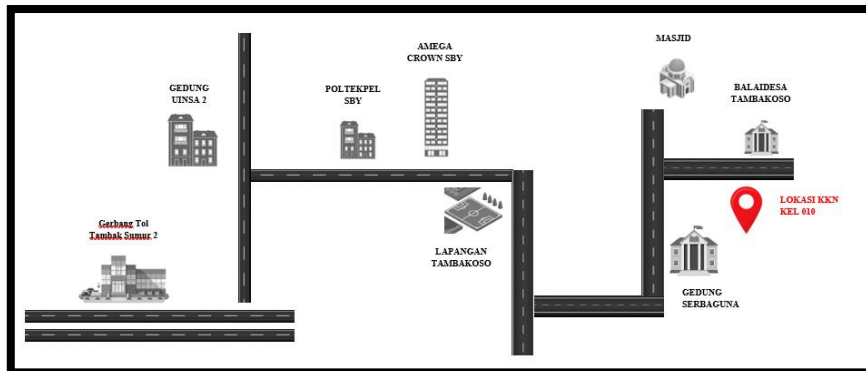 GEDUNG
UINSA 2
POLTEKPEL
SBY
AMEGA
CROWN SBY
MASJID
BALAIDESA
TAMBAKOSO
LOKASI KKN
KEL 010
Gerbang Tol
Tambak Sumur 2
LAPANGAN
TAMBAKOSO
GEDUNG
SERBAGUNA